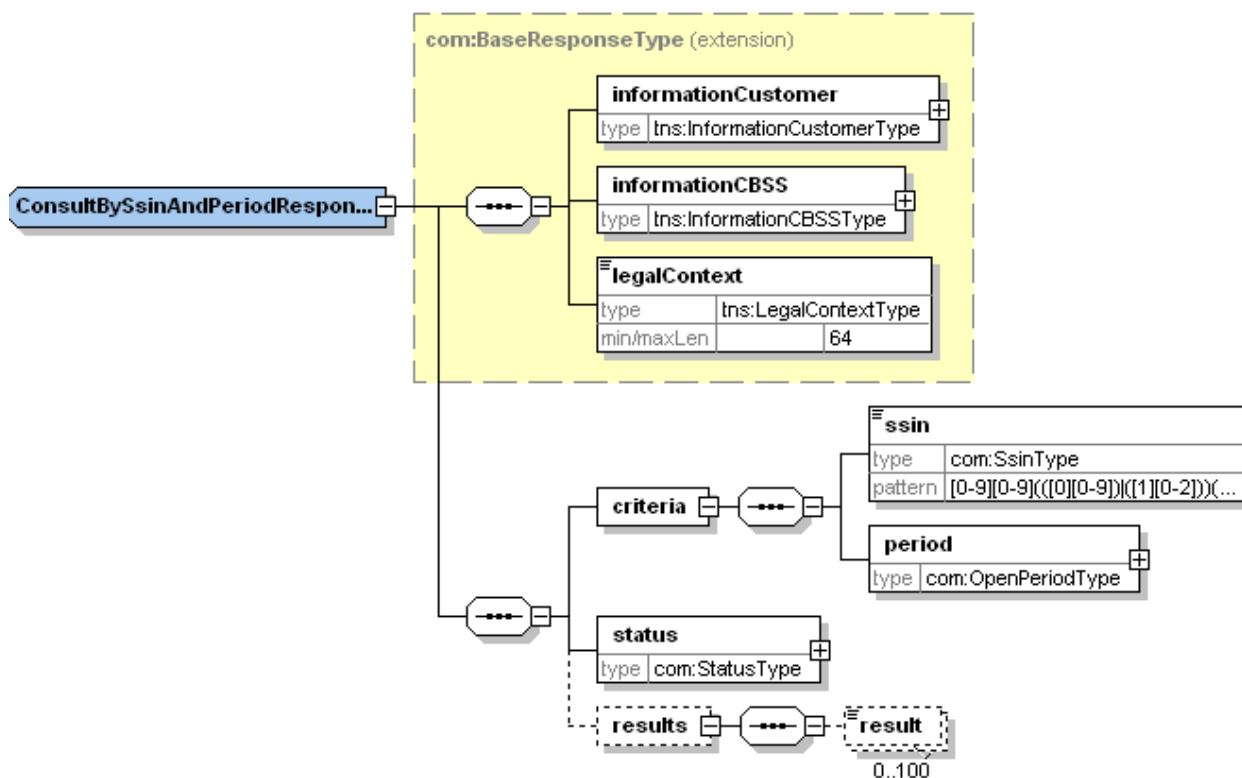 com:BaseResponseType (extension)
informationCustomer
type tns:InformationCustomerType
ConsultBySsinAndPeriodRespon...
informationCBSS
type tns:InformationCBSSType
legalContext
type tns:LegalContextType
min/maxLen 64
ssin
type com:SsinType
pattern [0-9][0-9](([0][0-9])|([1][0-2]))(...
criteria
period
type com:OpenPeriodType
status
type com:StatusType
results
result
0..100